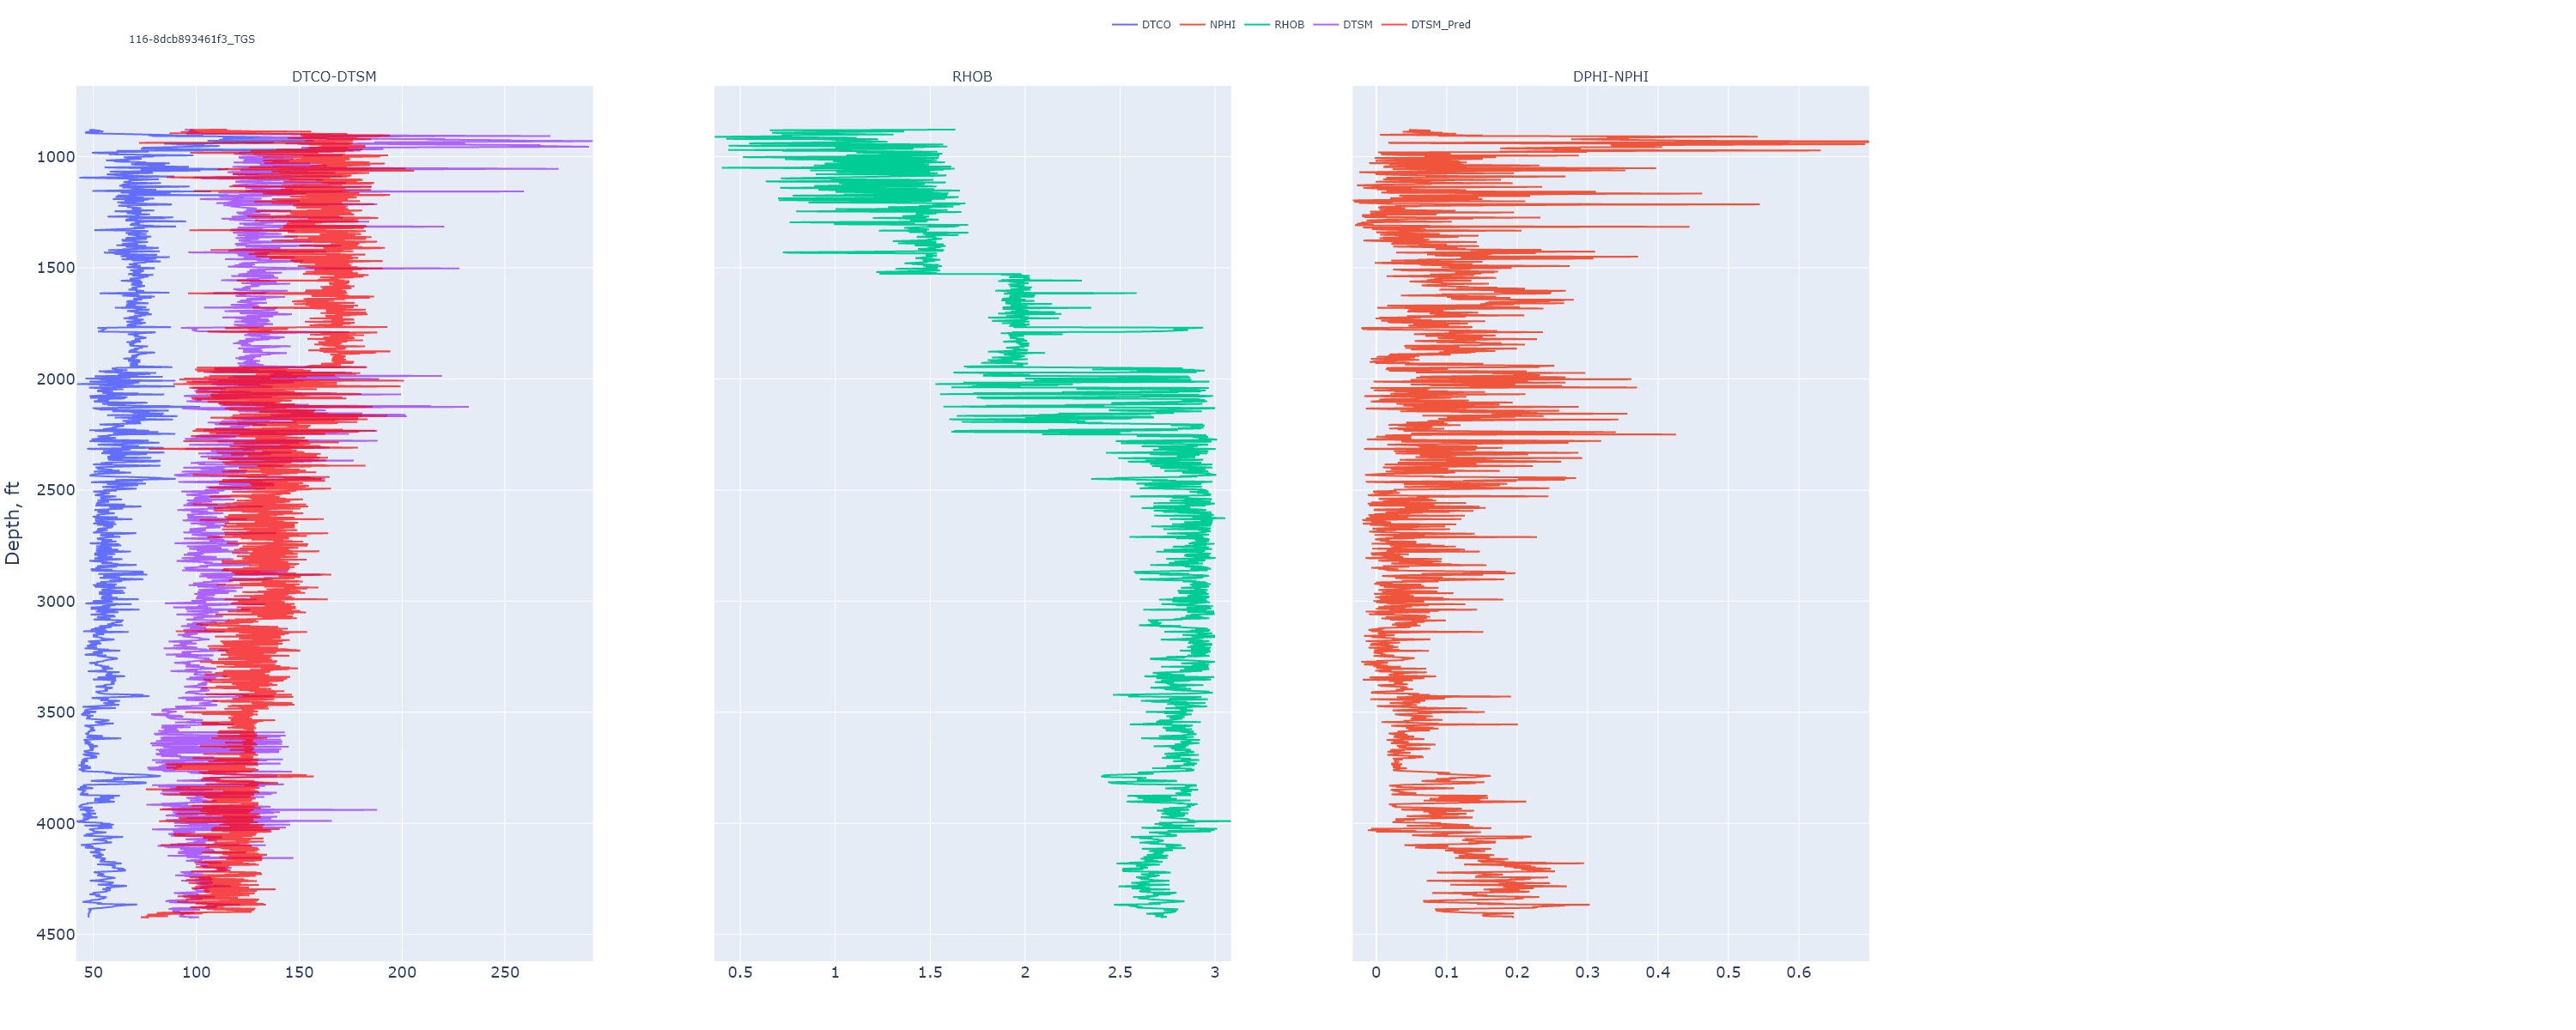 DTCO NPHI RHOB DTSM DTSM_Pred
116-8dcb893461f3_TGS
DTCO-DTSM
RHOB
DPHI-NPHI
Depth, ft
1000
1500
2000
2500
3000
3500
4000
4500
50 100 150 200 250
0.5 1 1.5 2 2.5 3
0 0.1 0.2 0.3 0.4 0.5 0.6